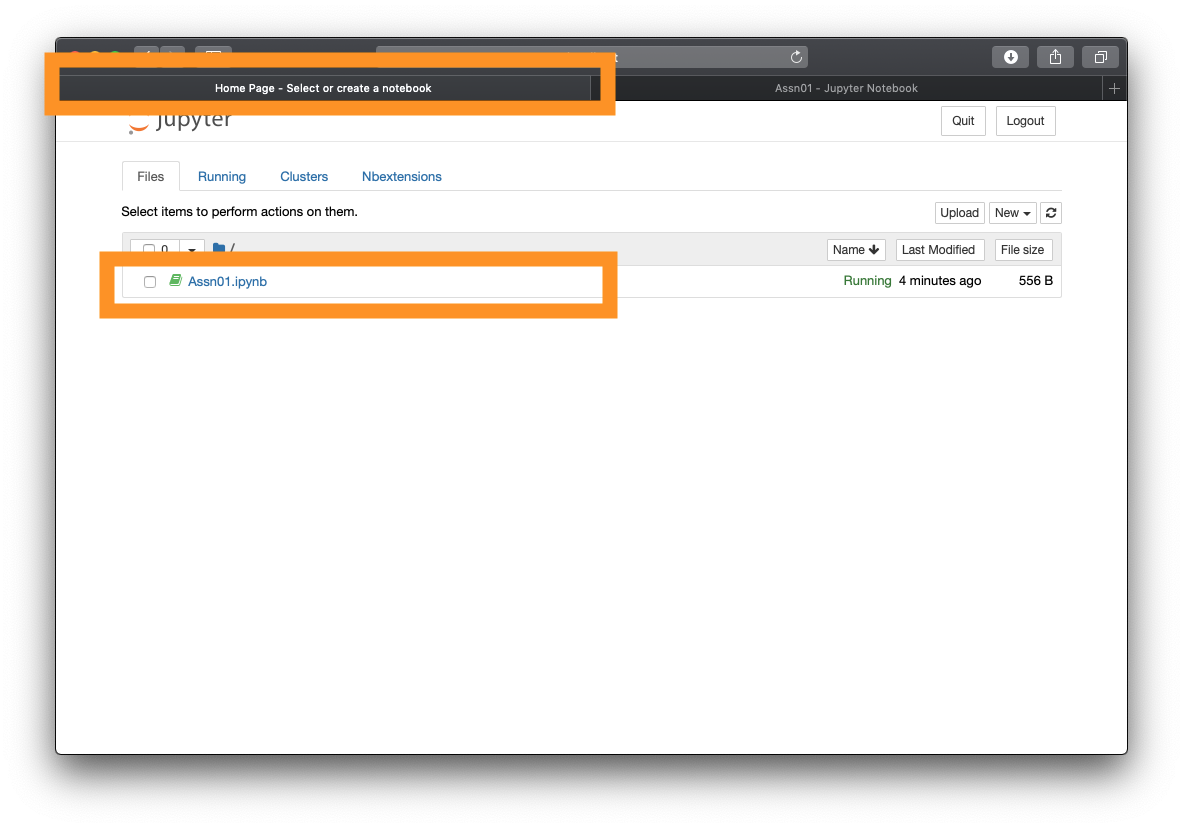 Home Page - Select or create a notebook
Assn01 - Jupyter Notebook
jupyter
Quit
Logout
Files
Running
Clusters
Nbextensions
Select items to perform actions on them.
Upload
New
0
/
Name
Last Modified
File size
Assn01.ipynb
Running
4 minutes ago
556 B